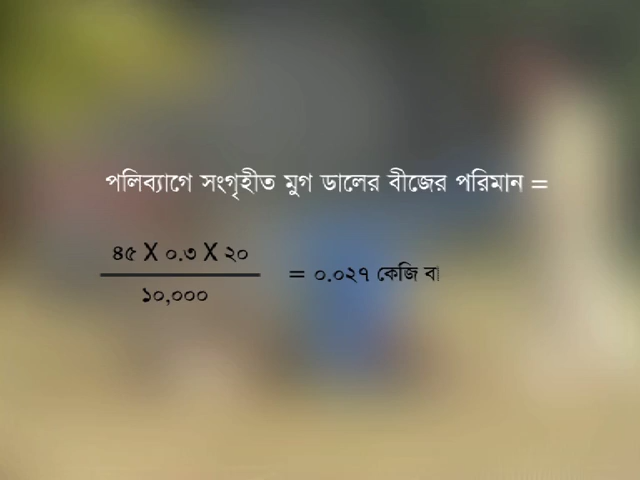 পলিব্যাগে সংগৃহীত মুগ ডালের বীজের পরিমান =
৪৫ X ০.৩ X ২০
১০,০০০
= ০.০২৭ কেজি বা